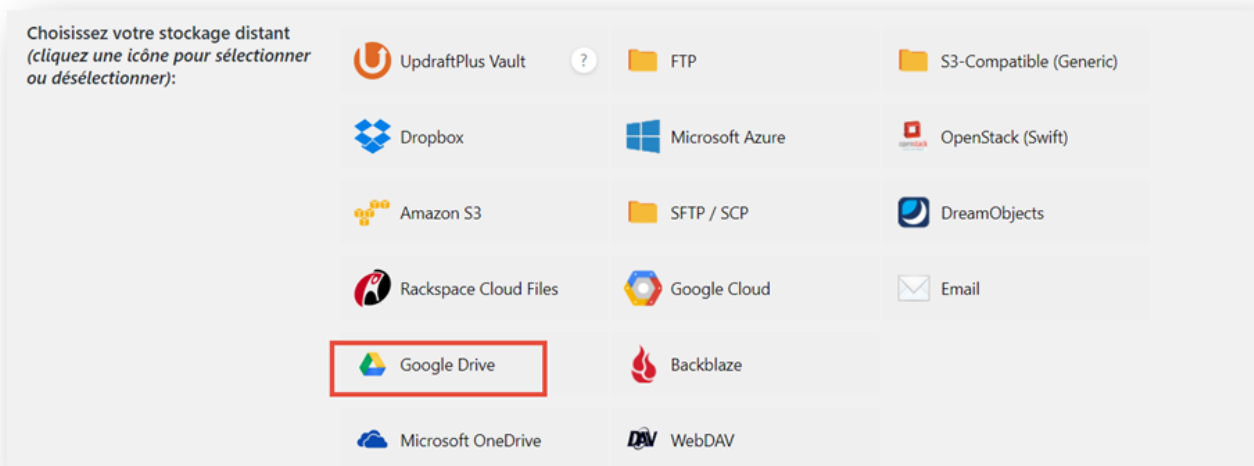 Choisissez votre stockage distant
(cliquez une icône pour sélectionner
ou désélectionner):
UpdraftPlus Vault ?
FTP
S3-Compatible (Generic)
Dropbox
Microsoft Azure
OpenStack (Swift)
Amazon S3
SFTP / SCP
DreamObjects
Rackspace Cloud Files
Google Cloud
Email
Google Drive
Backblaze
Microsoft OneDrive
DAV WebDAV